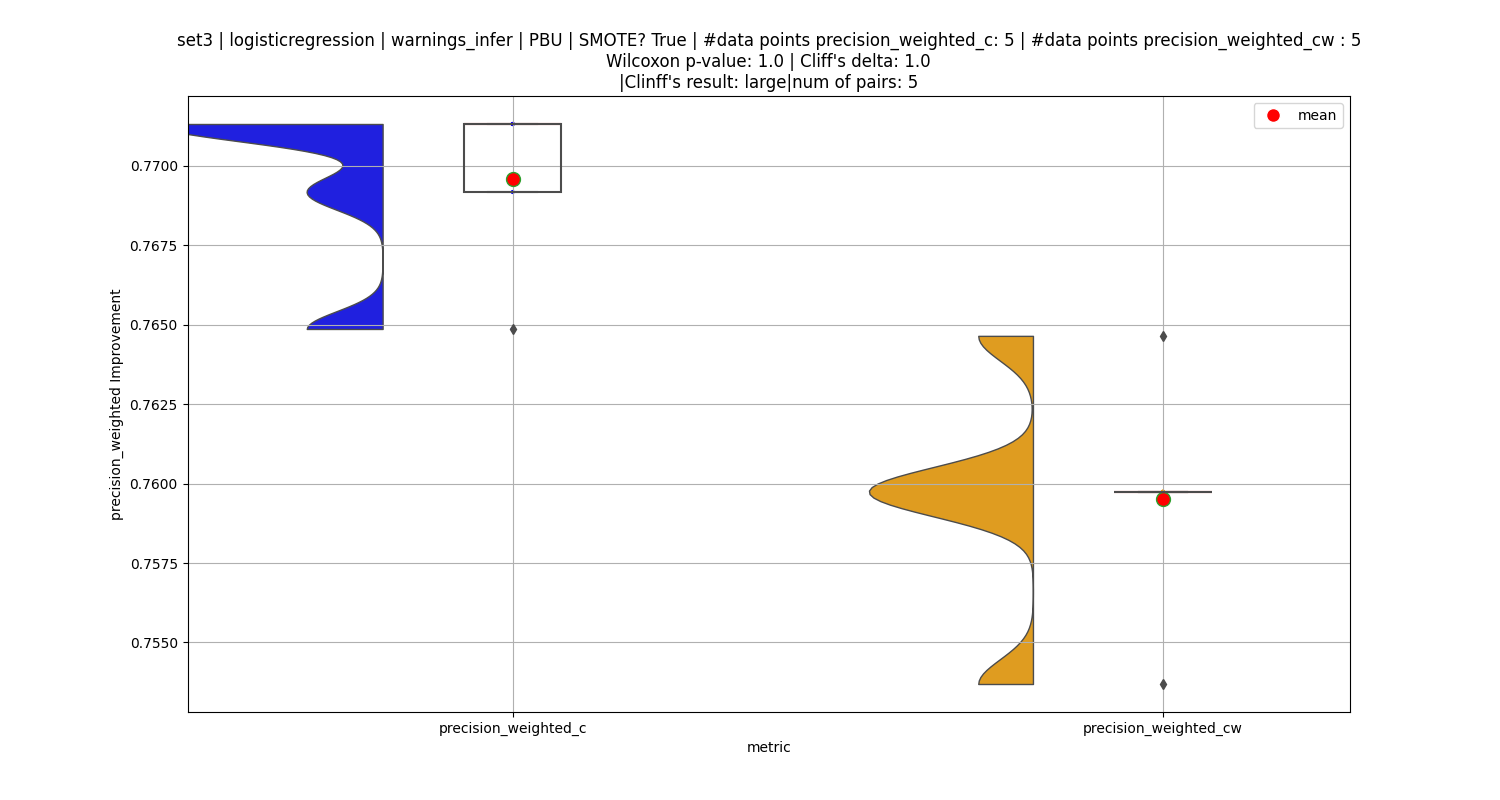 set3 | logisticregression | warnings_infer | PBU | SMOTE? True | #data points precision_weighted_c: 5 | #data points precision_weighted_cw : 5
Wilcoxon p-value: 1.0 | Cliff's delta: 1.0
|Clinff's result: large|num of pairs: 5
mean
0.7700
0.7675
0.7650
0.7625
0.7600
0.7575
0.7550
precision_weighted Improvement
precision_weighted_c
precision_weighted_cw
metric